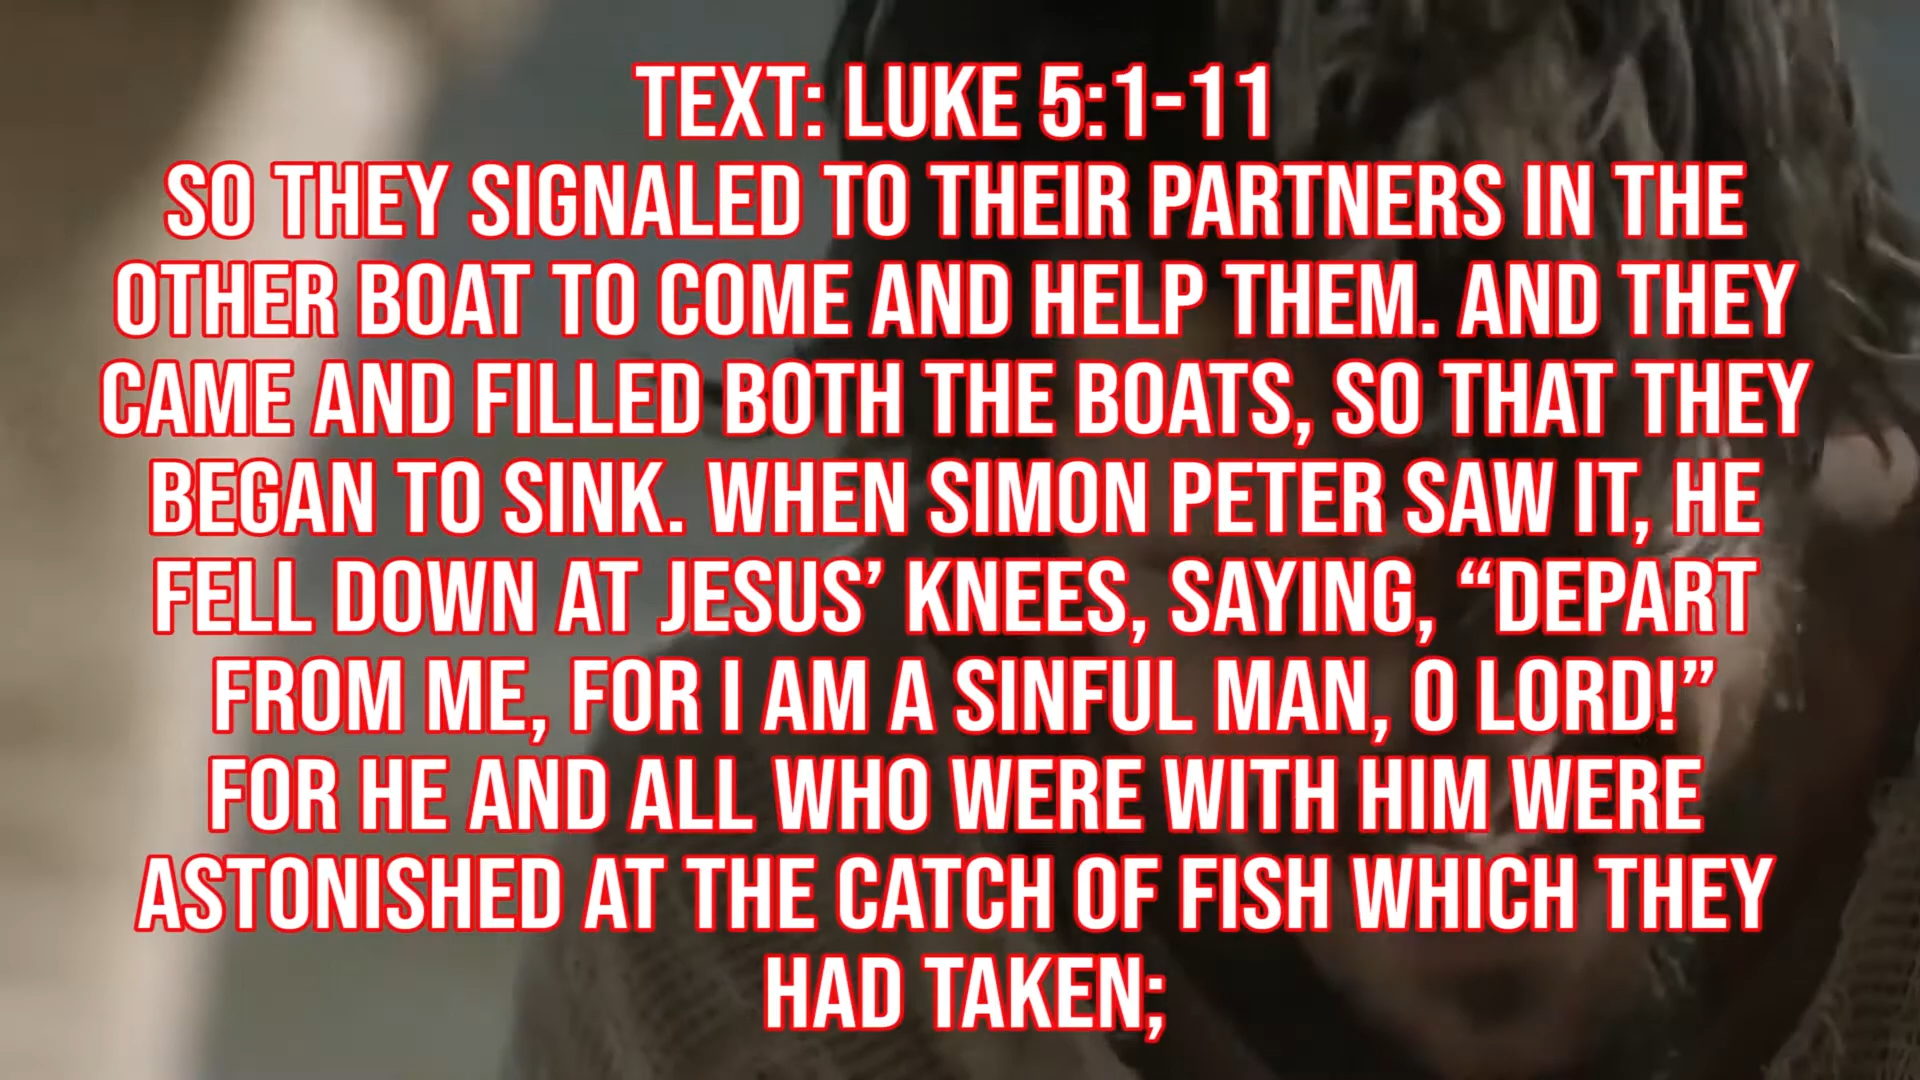 TEXT: LUKE 5:1-11
SO THEY SIGNALED TO THEIR PARTNERS IN THE
OTHER BOAT TO COME AND HELP THEM. AND THEY
CAME AND FILLED BOTH THE BOATS, SO THAT THEY
BEGAN TO SINK. WHEN SIMON PETER SAW IT, HE
FELL DOWN AT JESUS’ KNEES, SAYING, “DEPART
FROM ME, FOR I AM A SINFUL MAN, O LORD!”
FOR HE AND ALL WHO WERE WITH HIM WERE
ASTONISHED AT THE CATCH OF FISH WHICH THEY
HAD TAKEN;